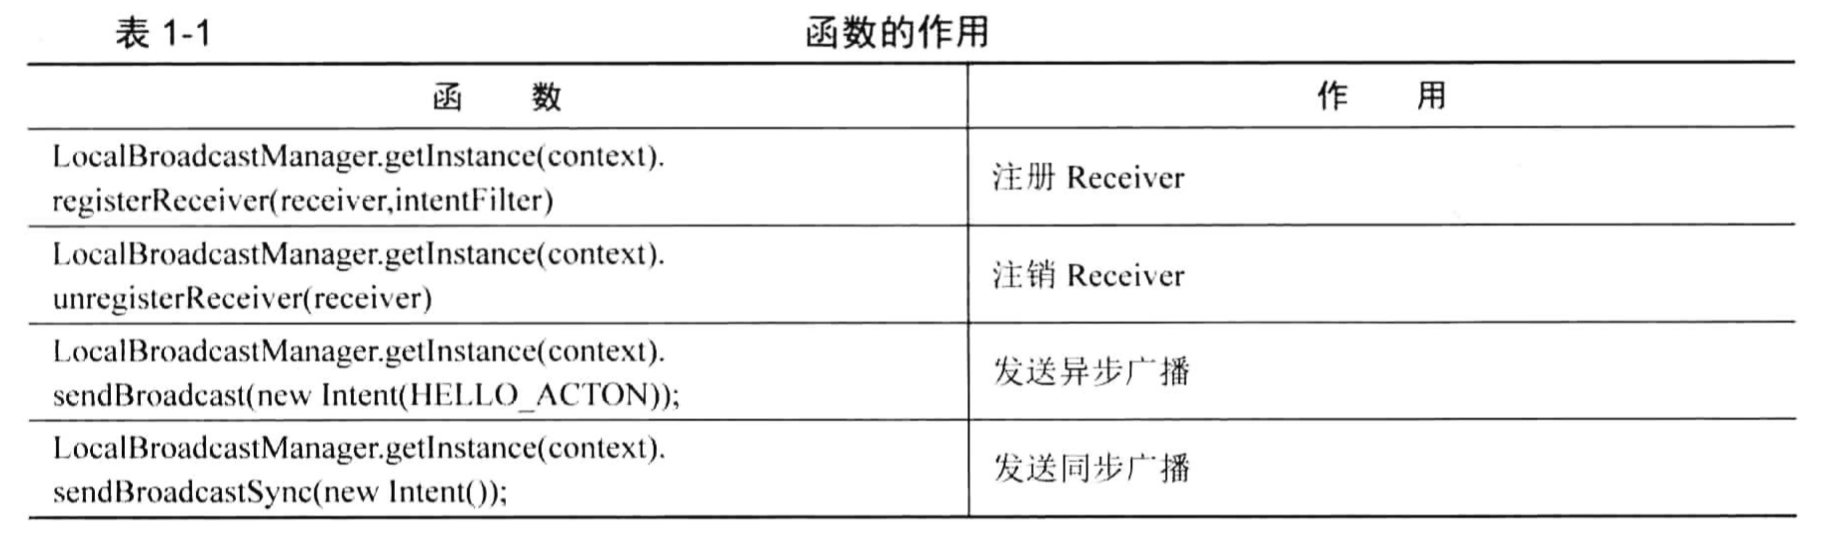 表 1-1 函数的作用
函 数 作 用
LocalBroadcastManager.getInstance(context).
registerReceiver(receiver,intentFilter)
注册 Receiver
LocalBroadcastManager.getInstance(context).
unregisterReceiver(receiver)
注销 Receiver
LocalBroadcastManager.getInstance(context).
sendBroadcast(new Intent(HELLO_ACTON));
发送异步广播
LocalBroadcastManager.getInstance(context).
sendBroadcastSync(new Intent());
发送同步广播